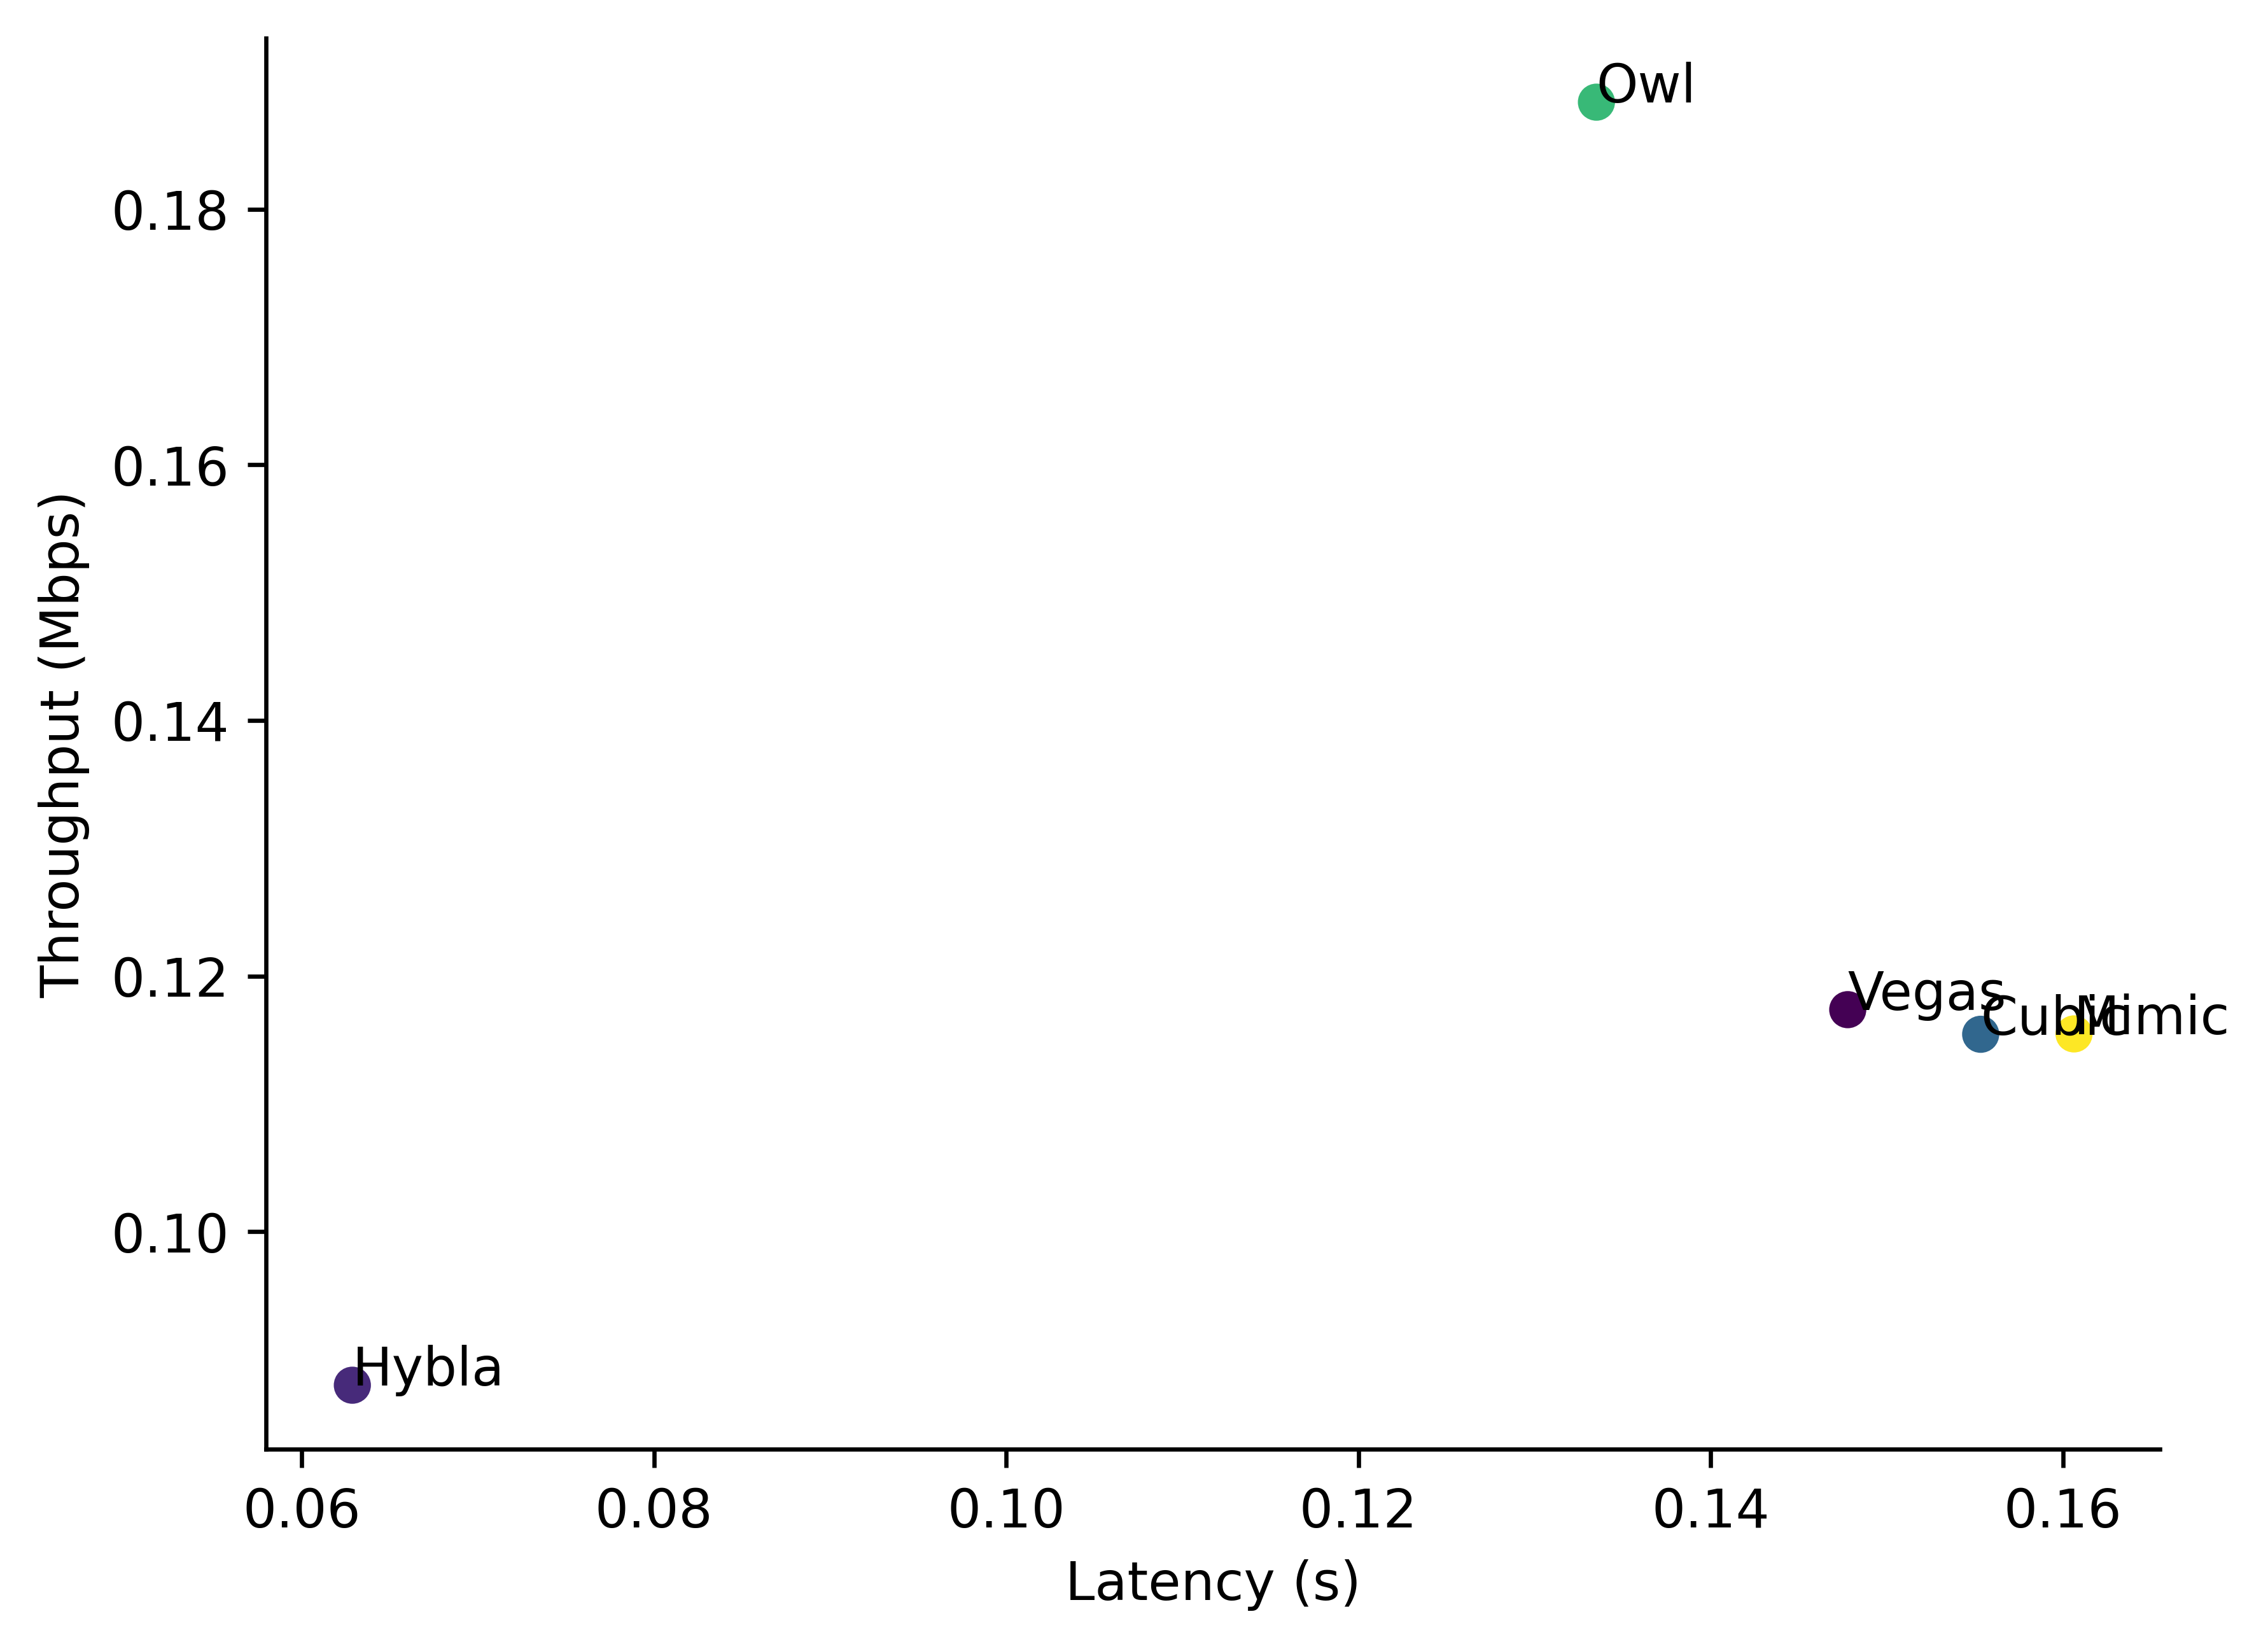 Owl
0.18
0.16
0.14
0.12
0.10
Throughput (Mbps)
Vegas
Cubic
Mimic
Hybla
0.06 0.08 0.10 0.12 0.14 0.16
Latency (s)